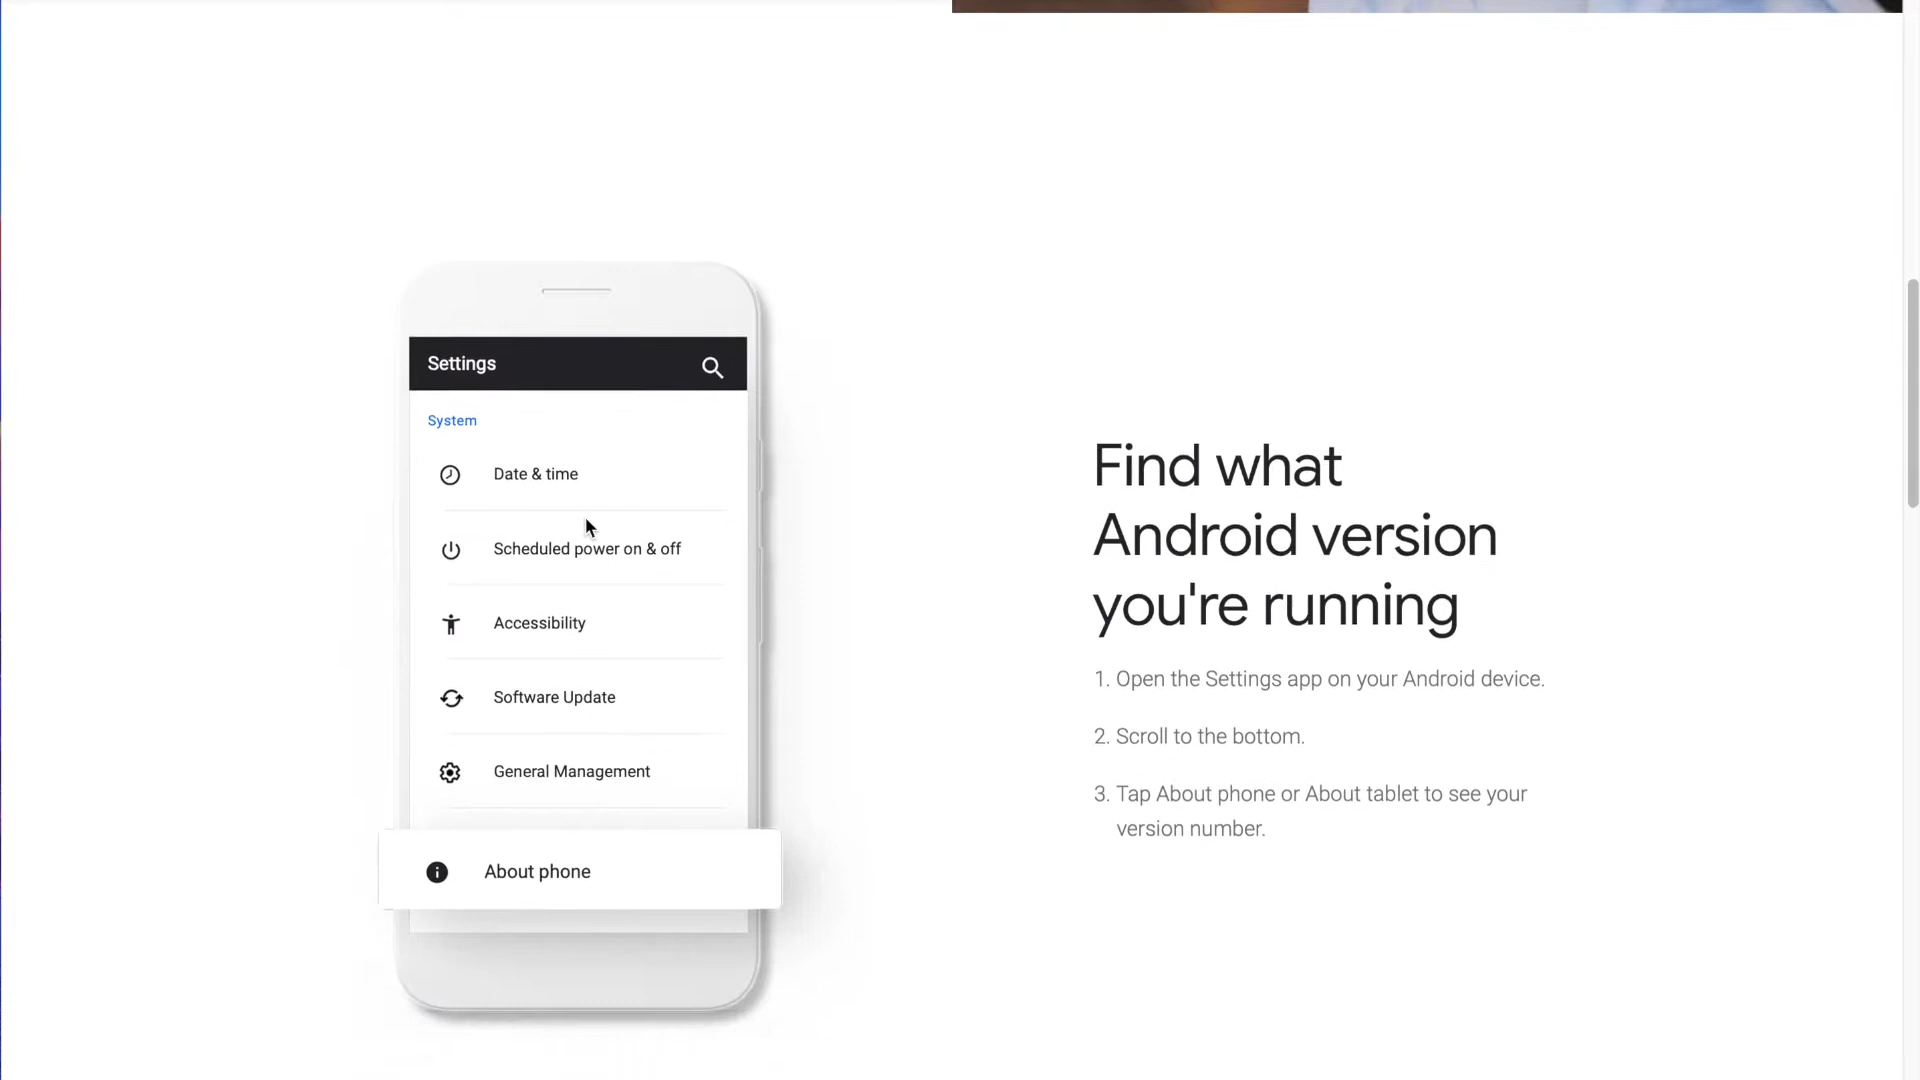 Settings
System
Date & time
Scheduled power on & off
Accessibility
Software Update
General Management
About phone
Find what
Android version
you're running
1. Open the Settings app on your Android device.
2. Scroll to the bottom.
3. Tap About phone or About tablet to see your
version number.